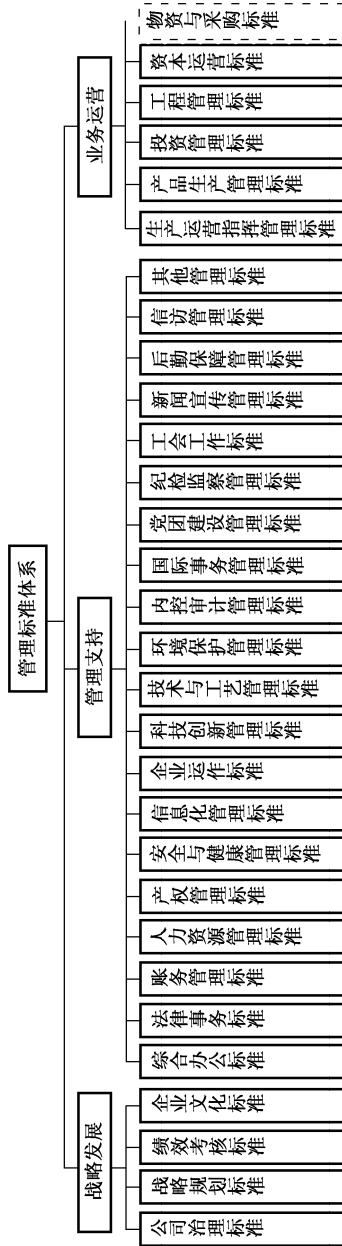 管理标准体系
战略发展
管理支持
业务运营
公司治理标准
战略规划标准
绩效考核标准
企业文化标准
综合办公标准
法律事务标准
账务管理标准
人力资源管理标准
产权管理标准
安全与健康管理标准
信息化管理标准
企业运作标准
科技创新管理标准
技术与工艺管理标准
环境保护管理标准
内控审计管理标准
国际事务管理标准
党团建设管理标准
纪检监察管理标准
工会工作标准
新闻宣传管理标准
后勤保障管理标准
信访管理标准
其他管理标准
生产运营指挥管理标准
产品生产管理标准
投资管理标准
工程管理标准
资本运营标准
物资与采购标准